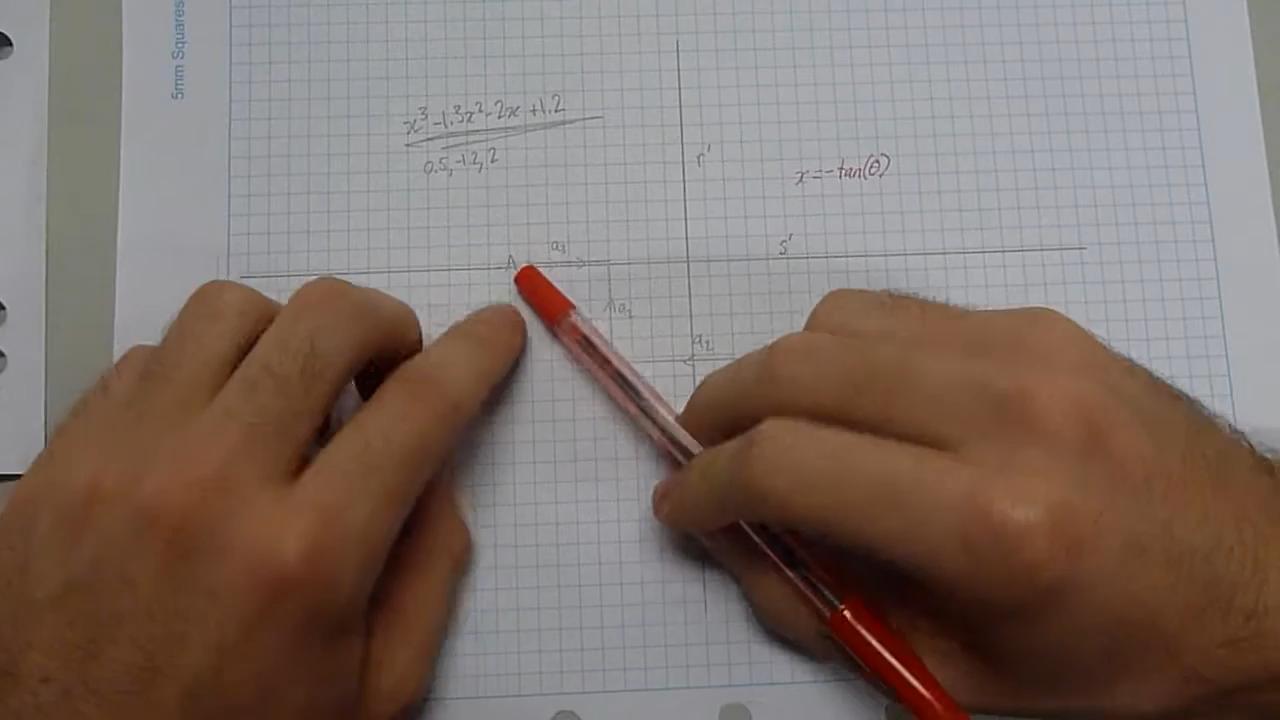 5mm Squares
x³-1.3x²-2x+1.2
0.5,-1.2,2
r'
x=-tan(θ)
A
a₃
s'
a₁
a₂